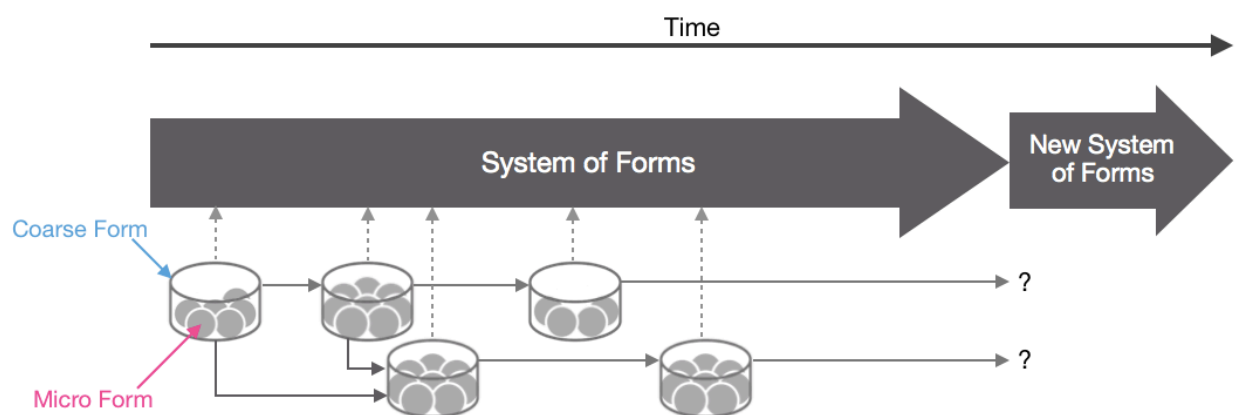 Time
System of Forms
New System
of Forms
Coarse Form
?
?
Micro Form